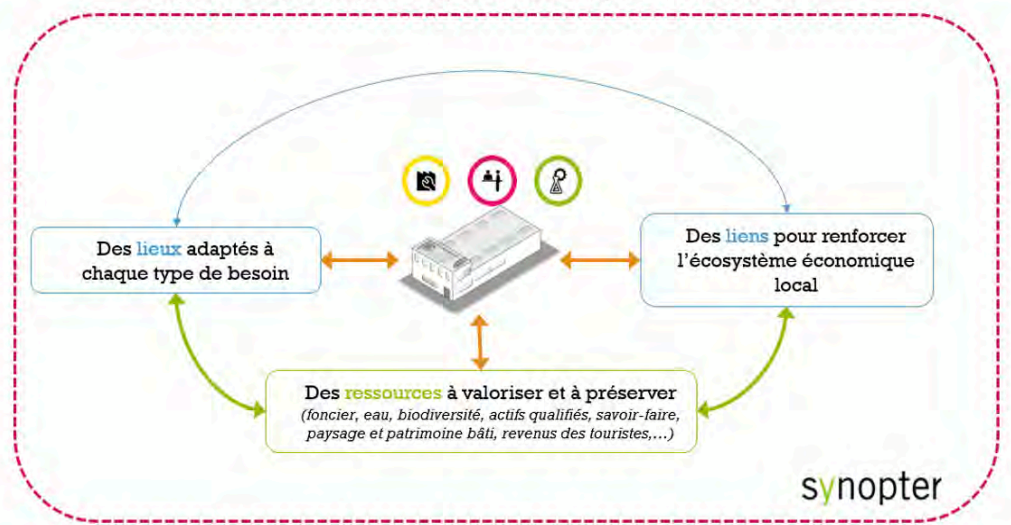 Des lieux adaptés à
chaque type de besoin
Des liens pour renforcer
l'écosystème économique
local
Des ressources à valoriser et à préserver
(foncier, eau, biodiversité, actifs qualifiés, savoir-faire,
paysage et patrimoine bâti, revenus des touristes,...)
synopter